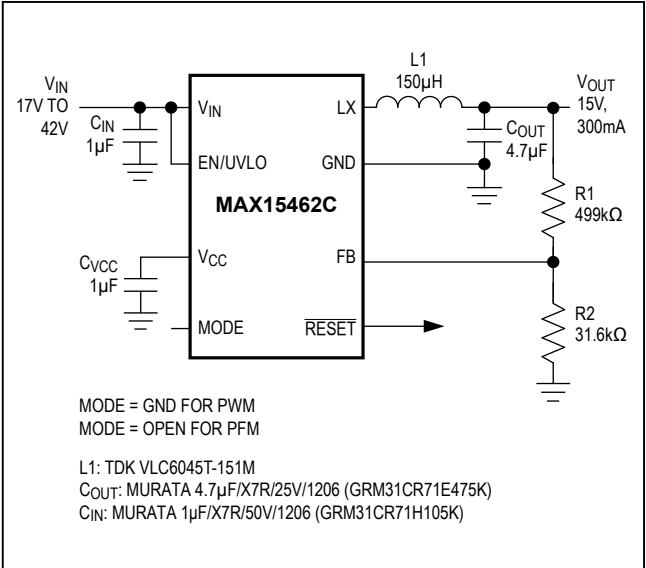 L1
150µH
VIN
17V TO
42V
CIN
1µF
VIN
LX
VOUT
15V,
300mA
COUT
4.7µF
EN/UVLO
GND
MAX15462C
R1
499kΩ
CVCC
1µF
VCC
FB
MODE
RESET
R2
31.6kΩ
MODE = GND FOR PWM
MODE = OPEN FOR PFM
L1: TDK VLC6045T-151M
COUT: MURATA 4.7µF/X7R/25V/1206 (GRM31CR71E475K)
CIN: MURATA 1µF/X7R/50V/1206 (GRM31CR71H105K)